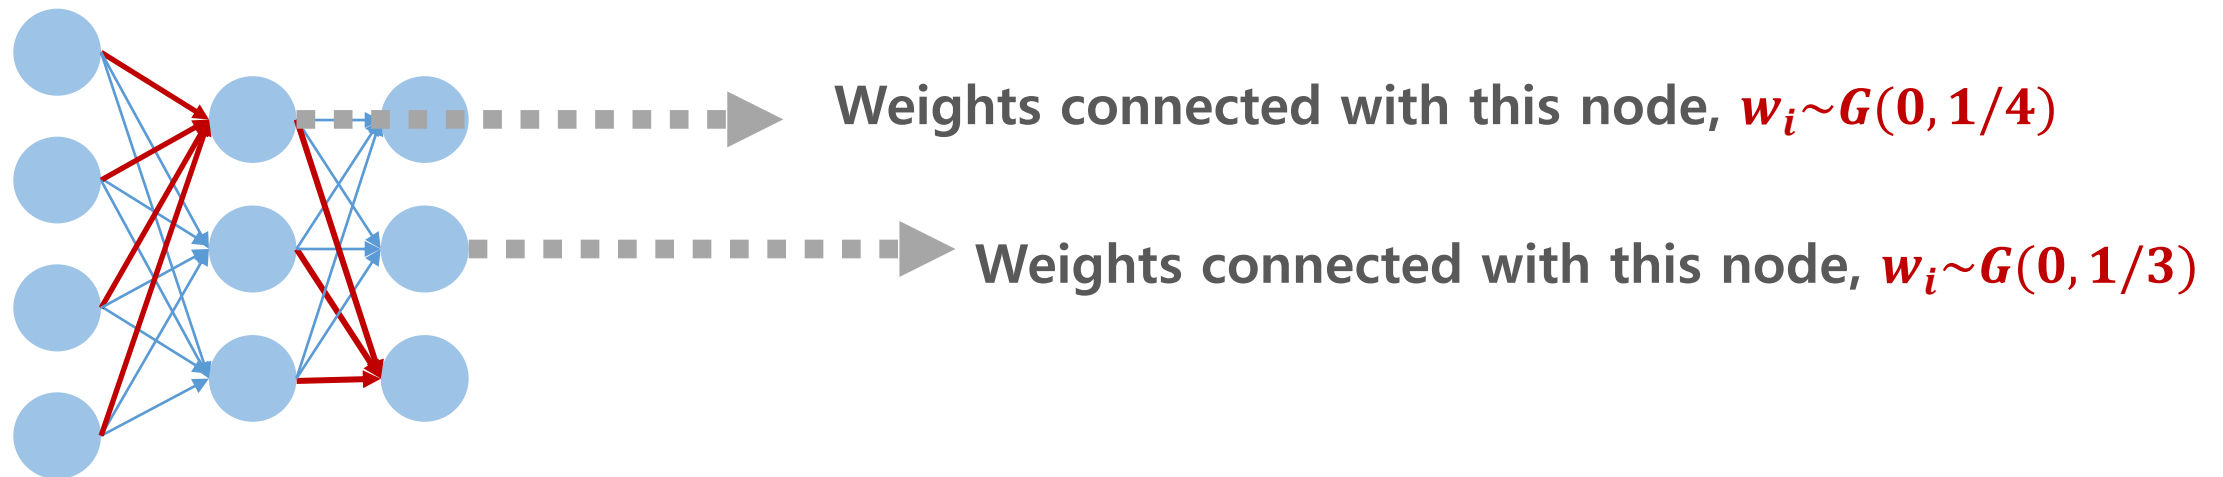 Weights connected with this node, wᵢ~G(0, 1/4)
Weights connected with this node, wᵢ~G(0, 1/3)